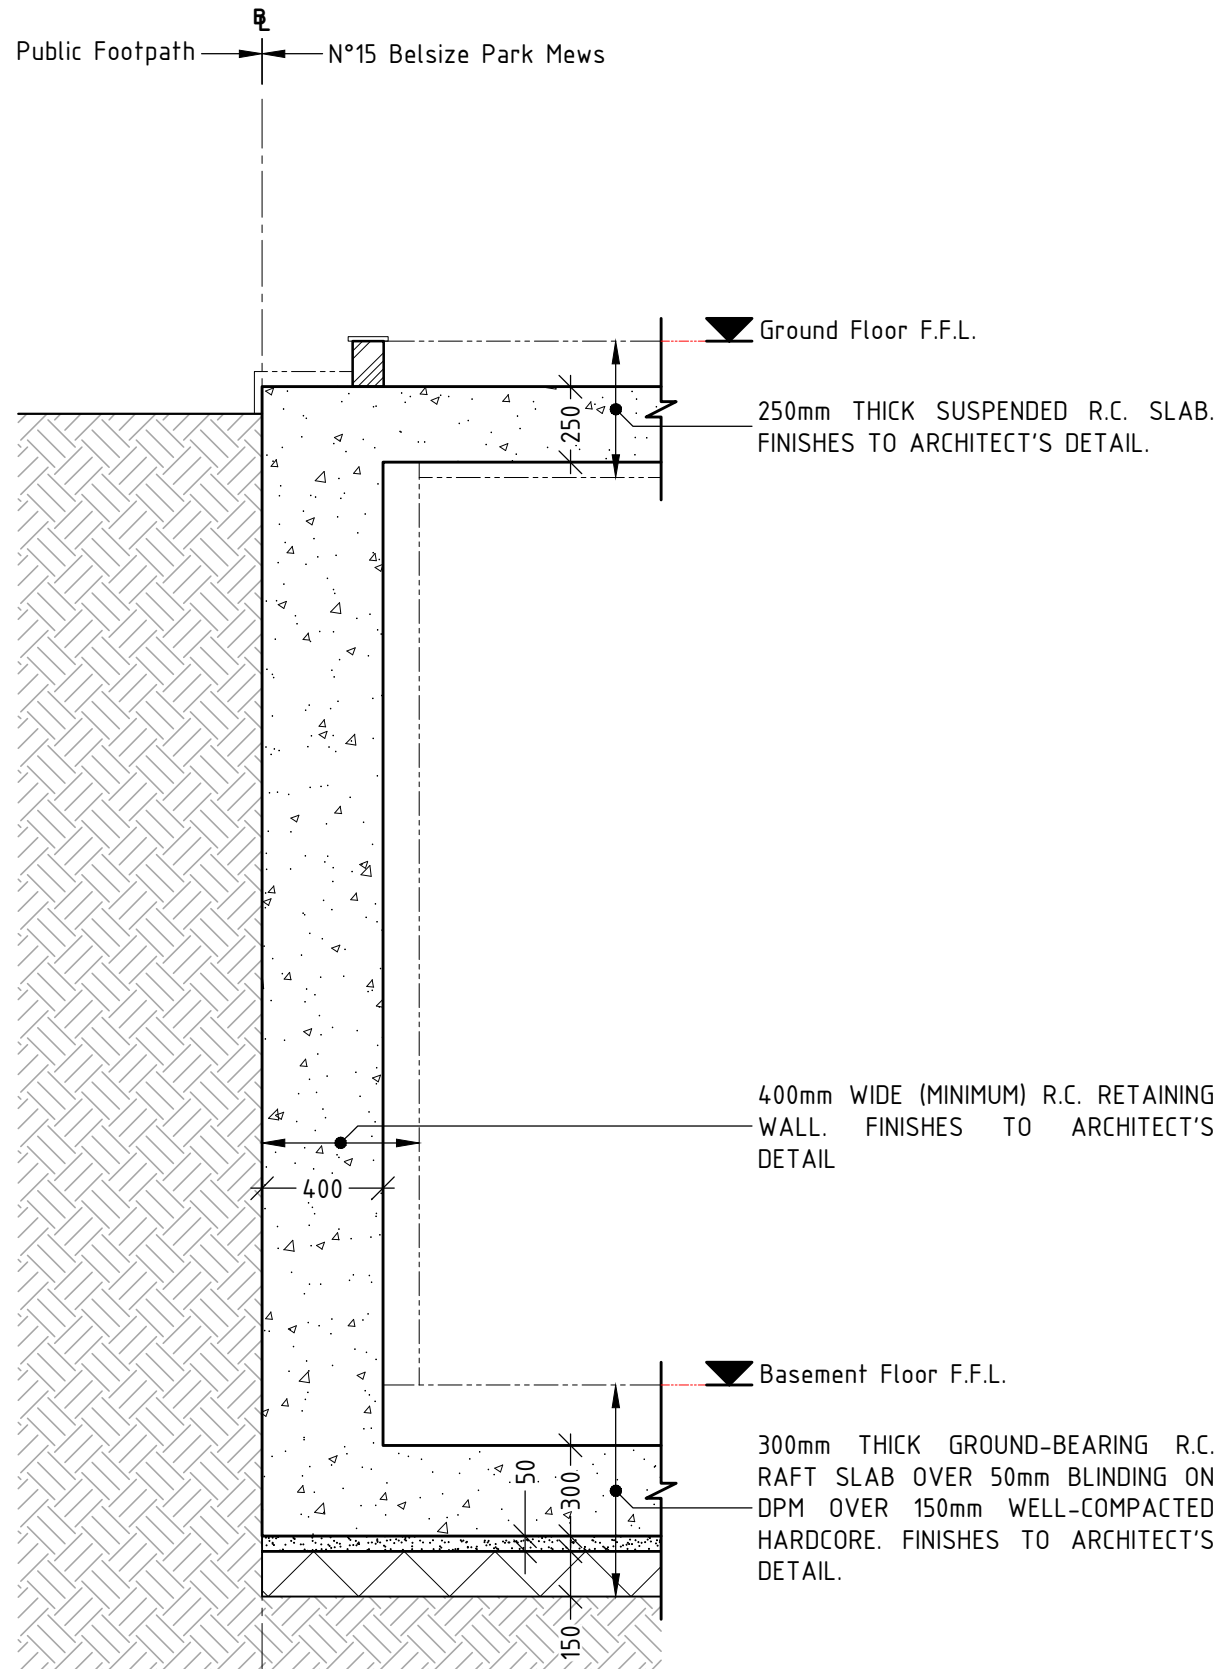 BL
Public Footpath
N°15 Belsize Park Mews
Ground Floor F.F.L.
250
250mm THICK SUSPENDED R.C. SLAB.
FINISHES TO ARCHITECT'S DETAIL.
400mm WIDE (MINIMUM) R.C. RETAINING
WALL. FINISHES TO ARCHITECT'S
DETAIL
400
Basement Floor F.F.L.
50
300
300mm THICK GROUND-BEARING R.C.
RAFT SLAB OVER 50mm BLINDING ON
DPM OVER 150mm WELL-COMPACTED
HARDCORE. FINISHES TO ARCHITECT'S
DETAIL.
150